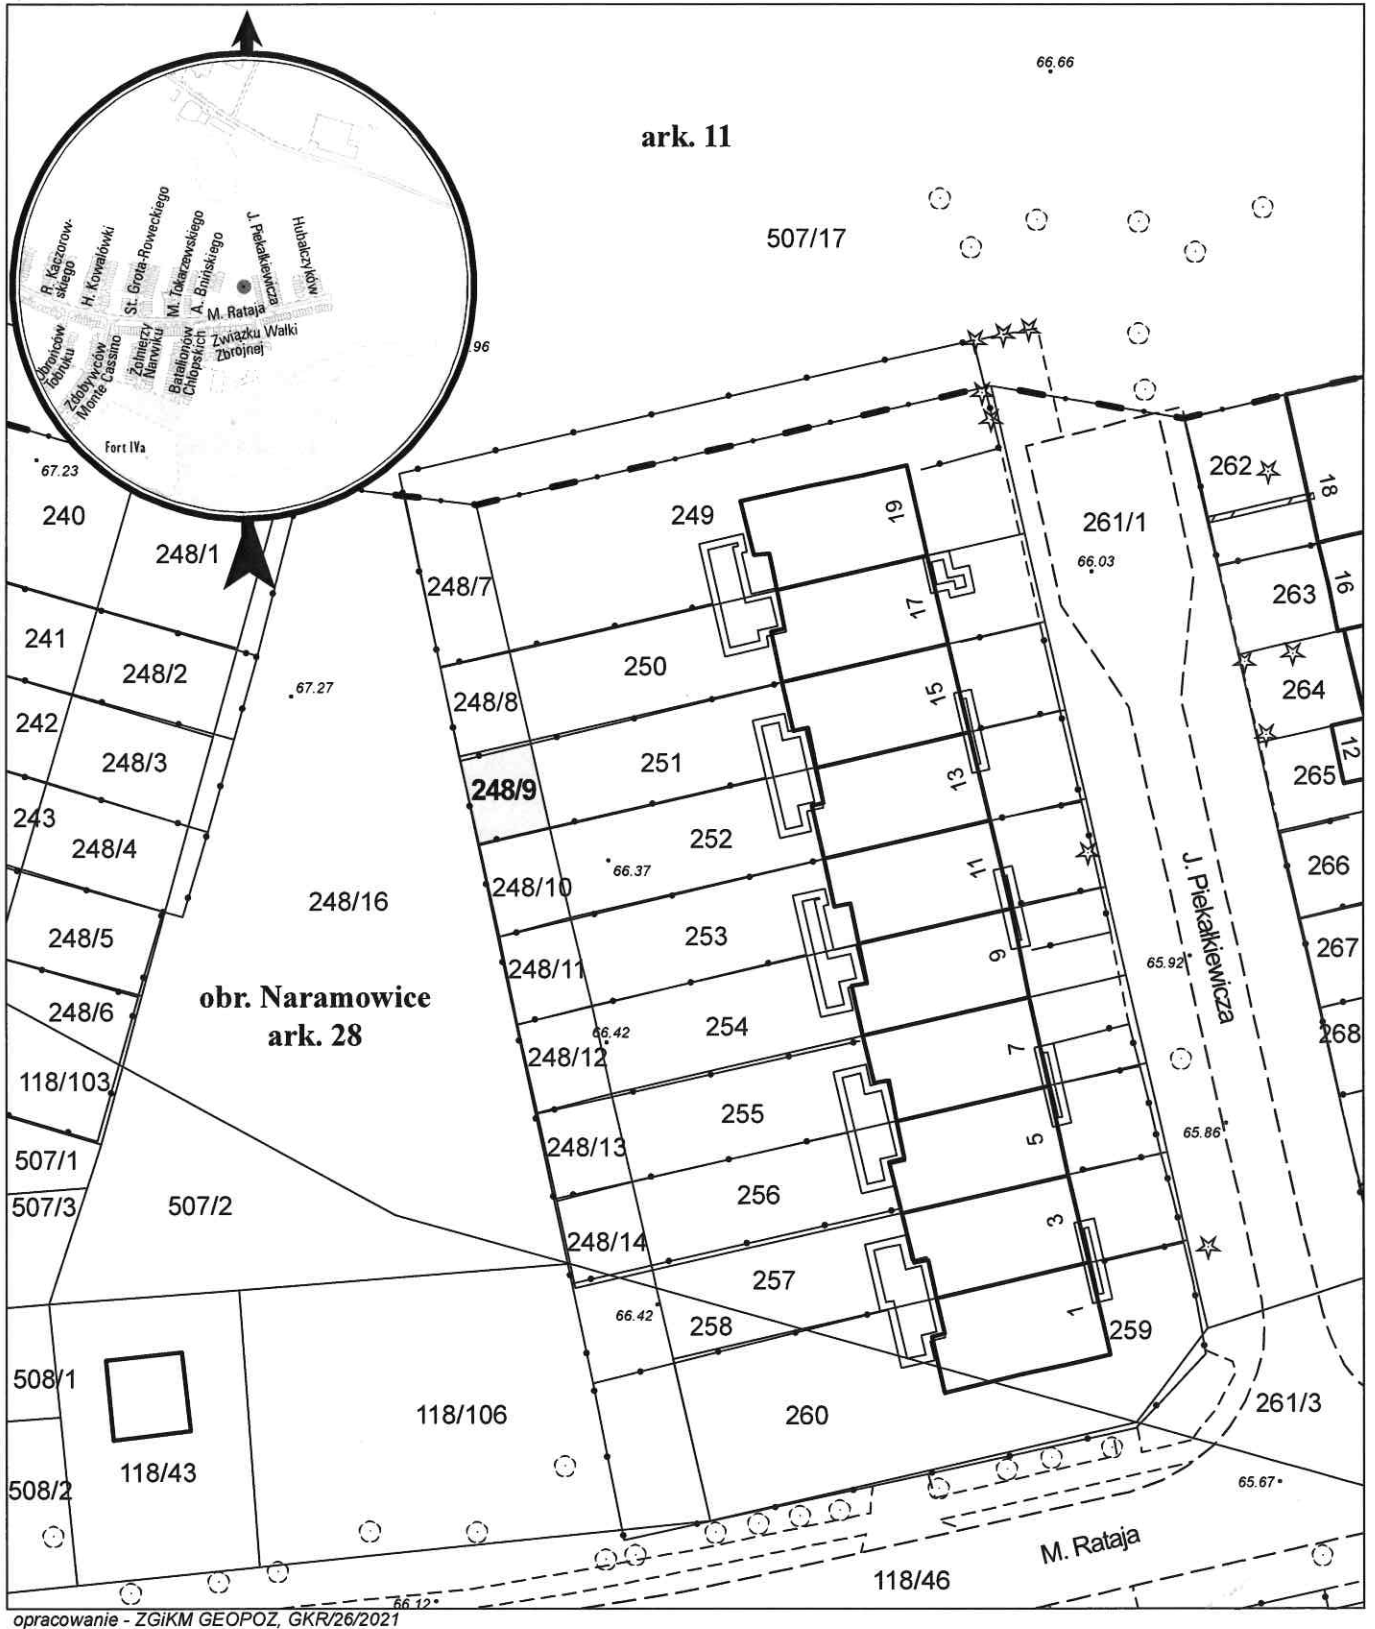 66.66
ark. 11
507/17
R. Kaczorow-
skiego
H. Kowalówki
St. Grota-Roweckiego
M. Tokarzewskiego
A. Bnińskiego
J. Piekałkiewicza
Hubalczyków
M. Rataja
Związku Walki
Zbrojnej
Obrońców
Tobruku
Zdobywców
Monte Cassino
Żołnierzy
Narwiku
Batalionów
Chłopskich
Fort IVa
.96
67.23
240
248/1
249
19
261/1
262
18
66.03
248/7
17
263
16
241
248/2
250
67.27
248/8
15
264
242
248/3
251
248/9
13
265
12
243
248/4
252
66.37
248/10
11
266
248/16
J. Piekałkiewicza
248/5
253
248/11
9
65.92
267
obr. Naramowice
ark. 28
248/6
254
66.42
248/12
7
268
118/103
255
248/13
5
65.86
507/1
507/3
507/2
256
248/14
3
257
66.42
258
1
259
508/1
118/106
260
261/3
508/2
118/43
65.67
M. Rataja
118/46
66.12
opracowanie - ZGiKM GEOPOZ, GKR/26/2021